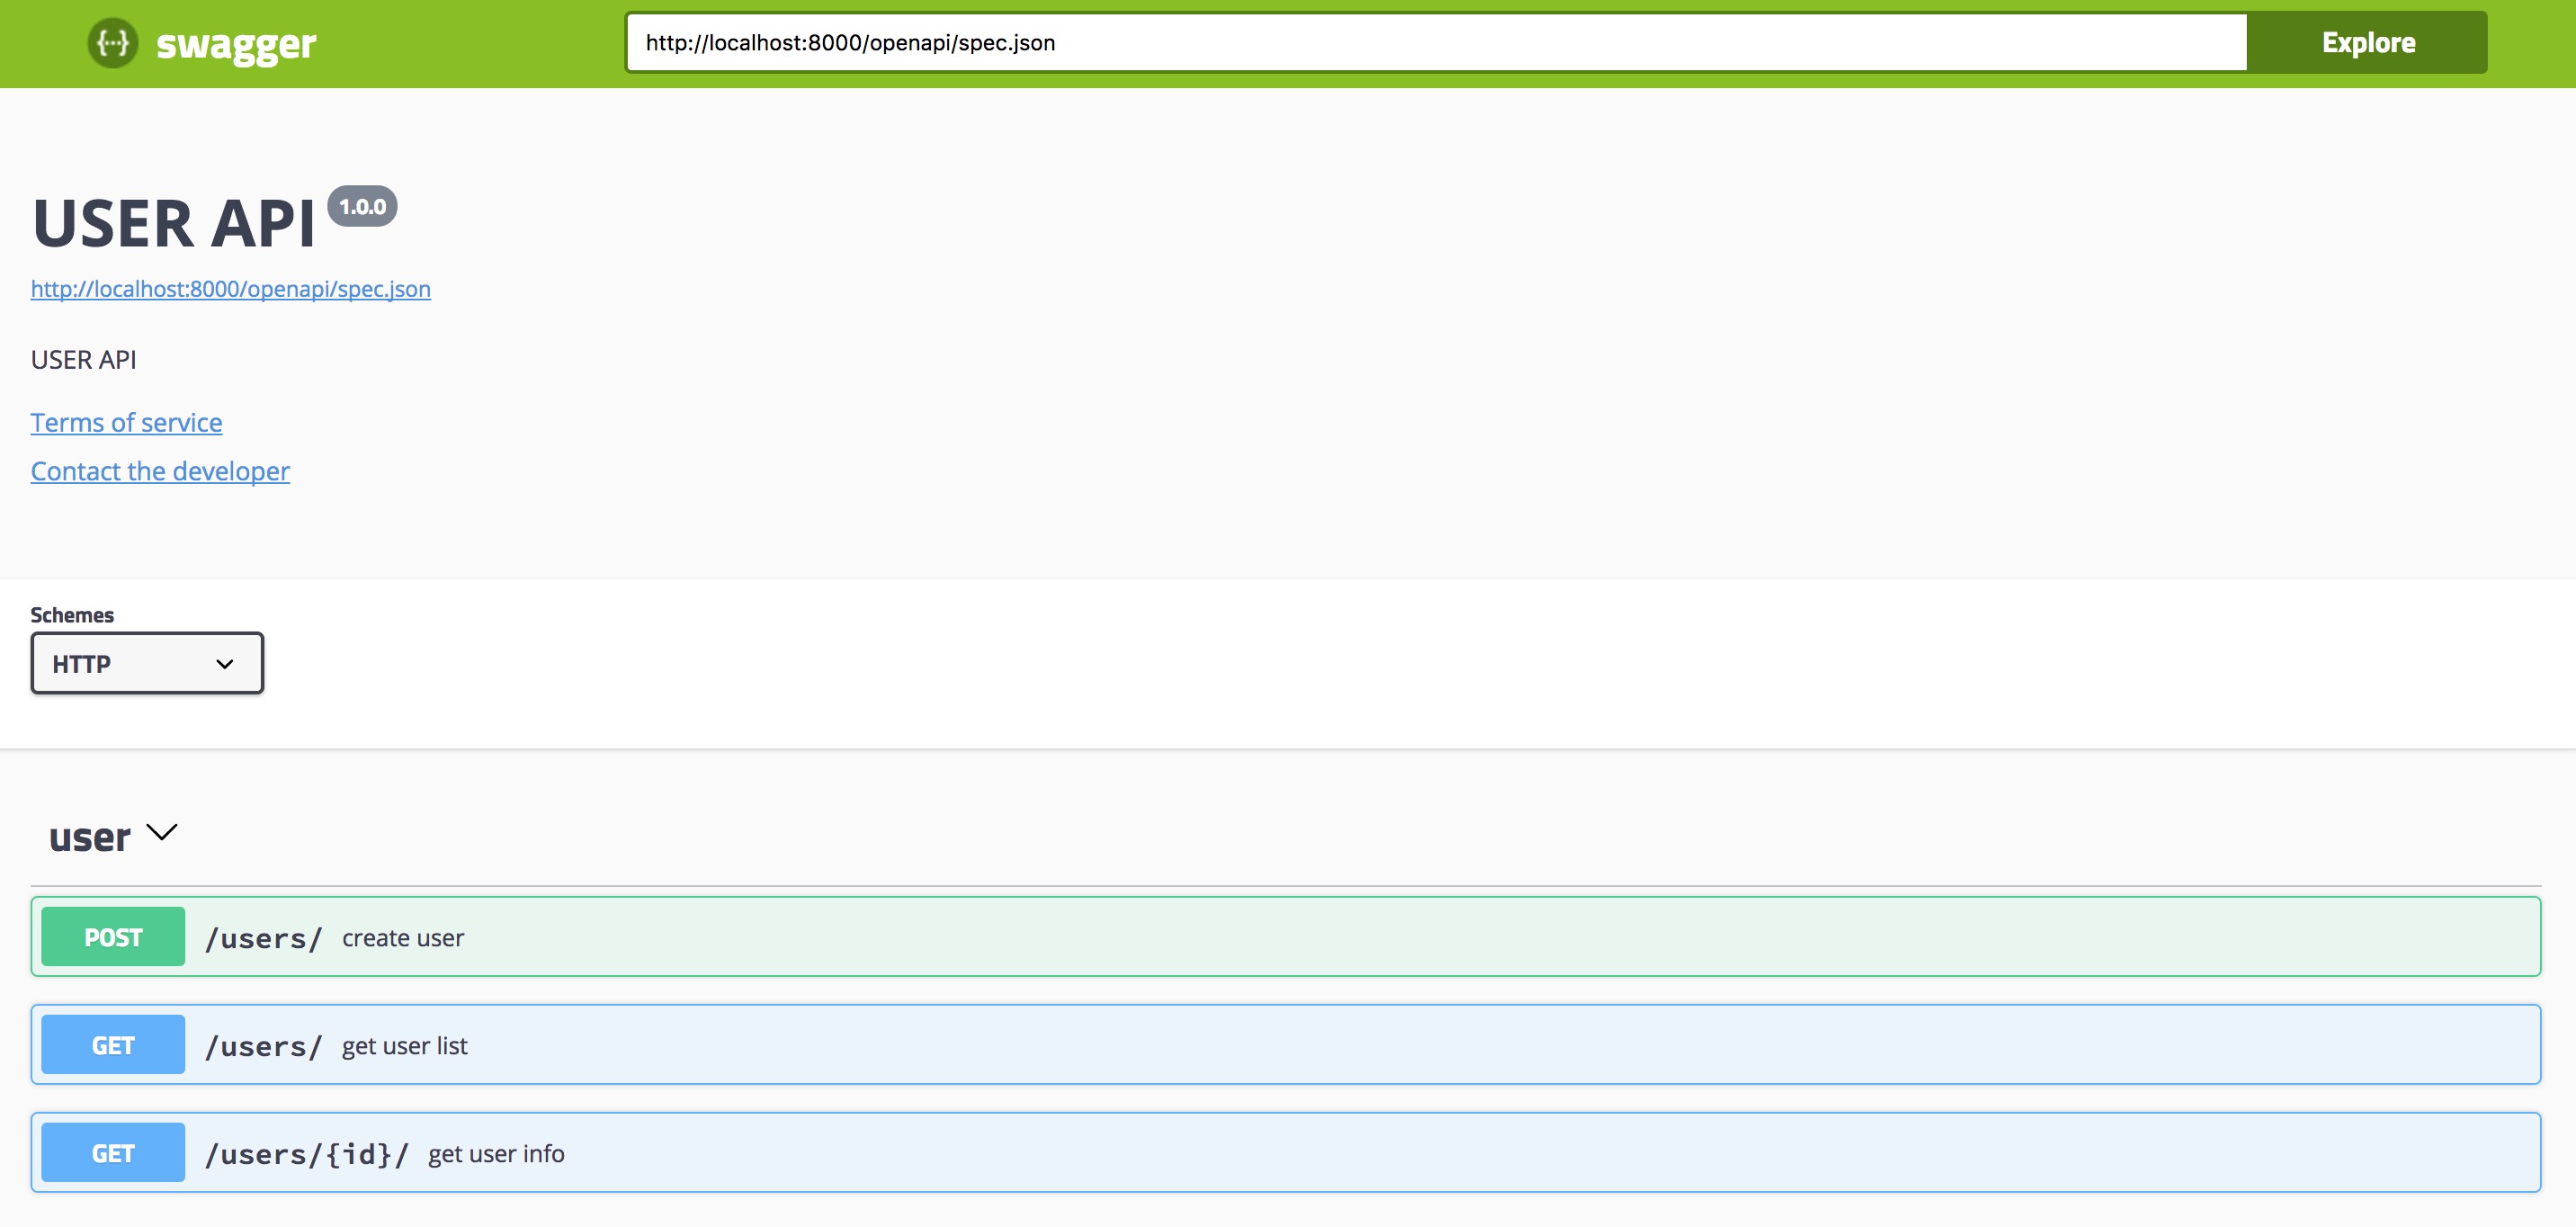 {···} swagger http://localhost:8000/openapi/spec.json Explore
USER API 1.0.0
http://localhost:8000/openapi/spec.json
USER API
Terms of service
Contact the developer
Schemes
HTTP
user
POST /users/ create user
GET /users/ get user list
GET /users/{id}/ get user info